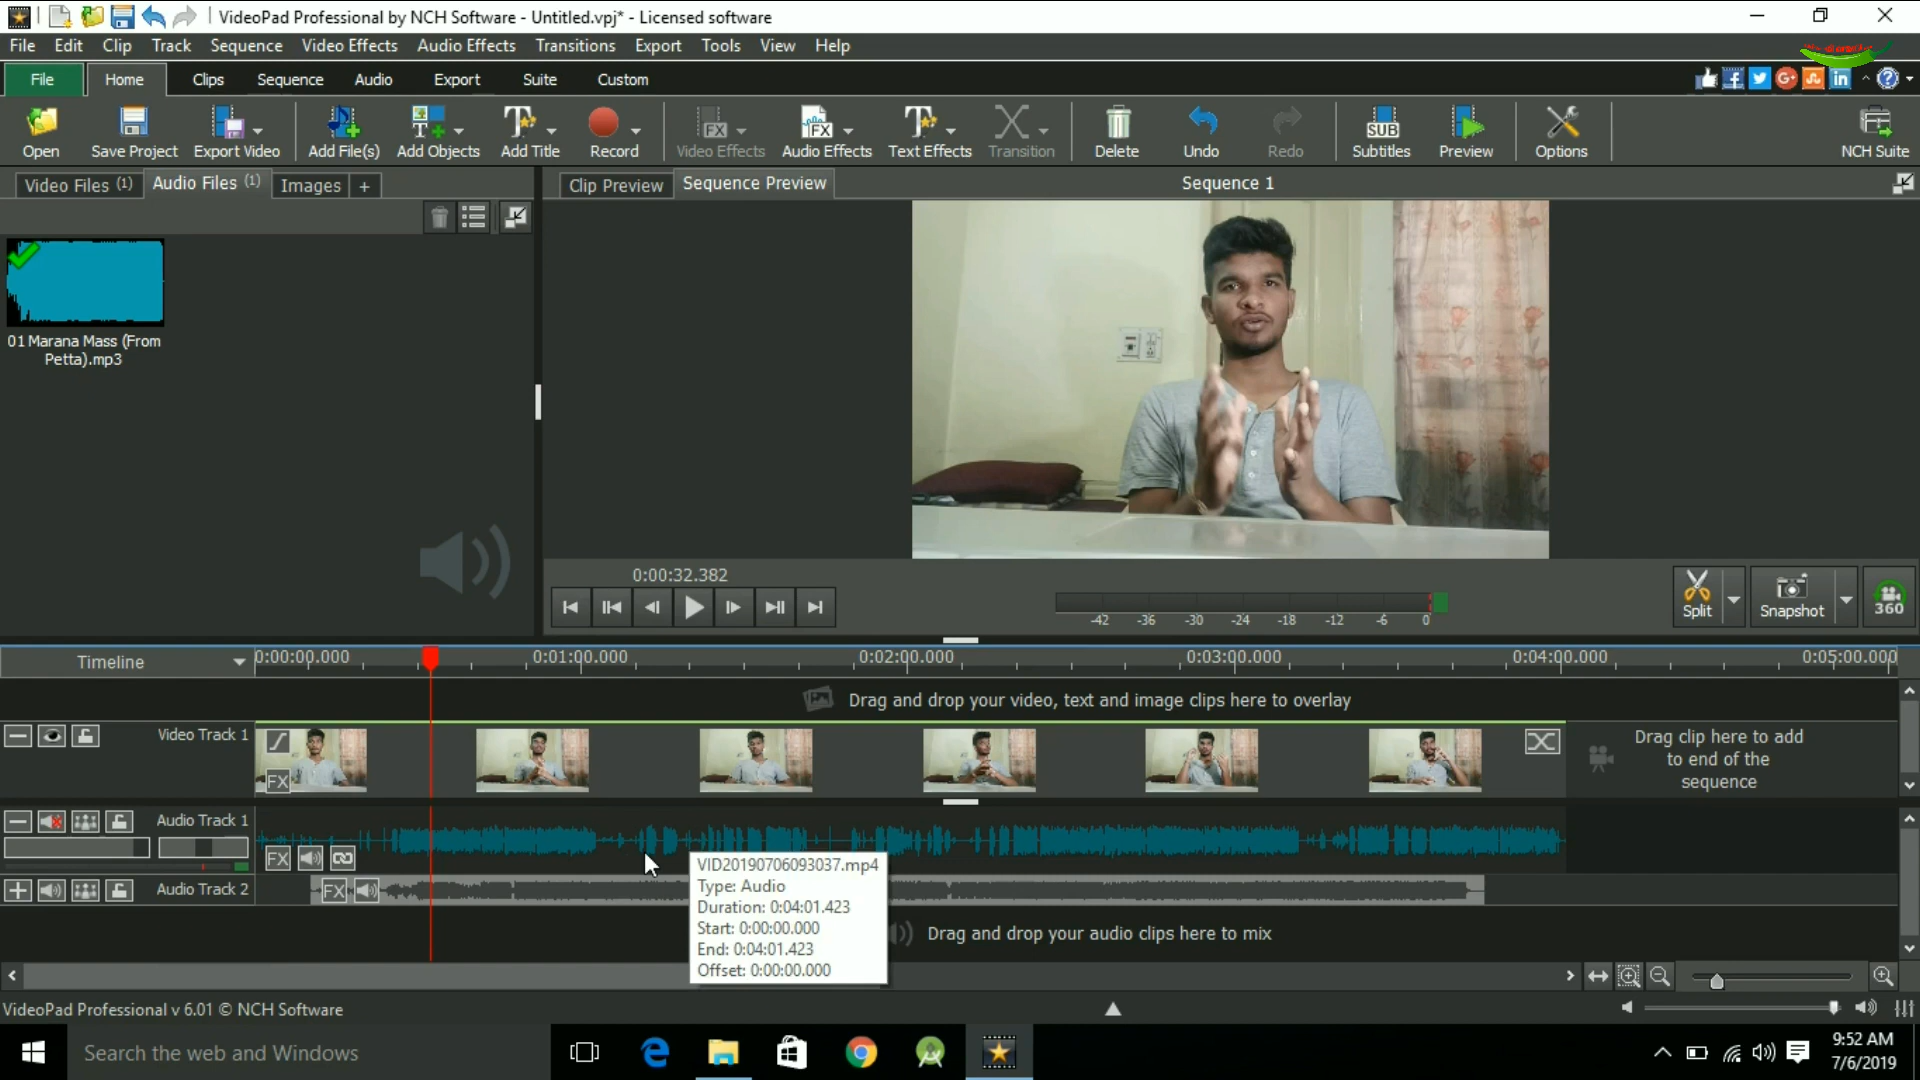 VideoPad Professional by NCH Software - Untitled.vpj* - Licensed software
File Edit Clip Track Sequence Video Effects Audio Effects Transitions Export Tools View Help
File Home Clips Sequence Audio Export Suite Custom
Open Save Project Export Video Add File(s) Add Objects Add Title Record Video Effects Audio Effects Text Effects Transition Delete Undo Redo Subtitles Preview Options NCH Suite
Video Files (1) Audio Files (1) Images +
Clip Preview Sequence Preview Sequence 1
01 Marana Mass (From
Petta).mp3
0:00:32.382
-42 -36 -30 -24 -18 -12 -6 0
Split Snapshot 360
Timeline 0:00:00.000 0:01:00.000 0:02:00.000 0:03:00.000 0:04:00.000 0:05:00.000
Drag and drop your video, text and image clips here to overlay
Video Track 1
FX
Drag clip here to add
to end of the
sequence
Audio Track 1
FX
Audio Track 2
FX
VID20190706093037.mp4
Type: Audio
Duration: 0:04:01.423
Start: 0:00:00.000
End: 0:04:01.423
Offset: 0:00:00.000
Drag and drop your audio clips here to mix
VideoPad Professional v 6.01 © NCH Software
Search the web and Windows
9:52 AM
7/6/2019